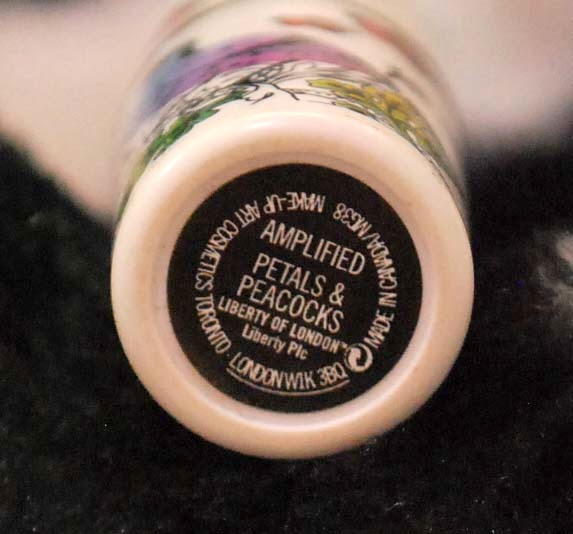 AMPLIFIED
PETALS &
PEACOCKS
LIBERTY OF LONDON™
Liberty Plc
MAKE-UP ART COSMETICS TORONTO · LONDON W1K 3BQ
MADE IN CANADA/MG38